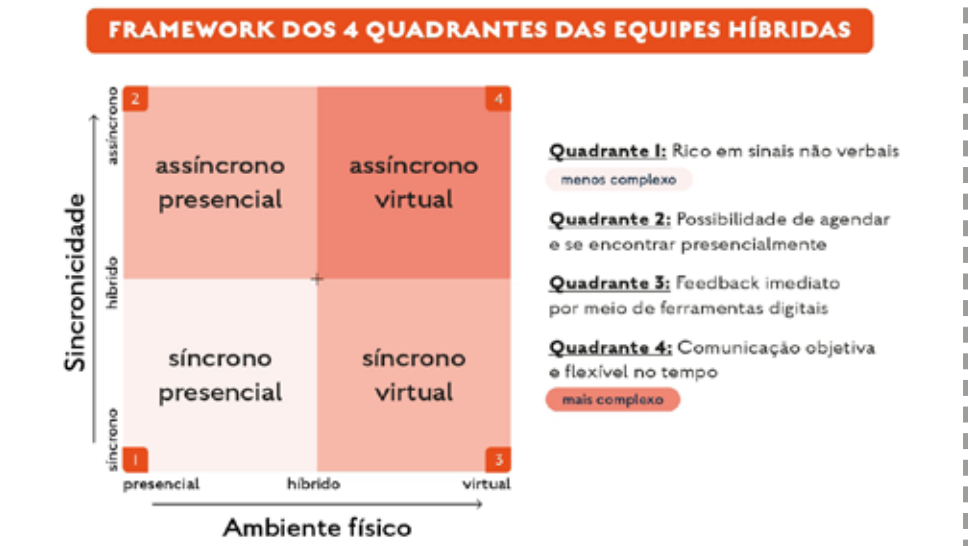 FRAMEWORK DOS 4 QUADRANTES DAS EQUIPES HÍBRIDAS
Sincronicidade
assíncrono
híbrido
síncrono
2
assíncrono
presencial
4
assíncrono
virtual
síncrono
presencial
1
síncrono
virtual
3
presencial
híbrido
virtual
Ambiente físico
Quadrante 1: Rico em sinais não verbais
menos complexo
Quadrante 2: Possibilidade de agendar
e se encontrar presencialmente
Quadrante 3: Feedback imediato
por meio de ferramentas digitais
Quadrante 4: Comunicação objetiva
e flexível no tempo
mais complexo